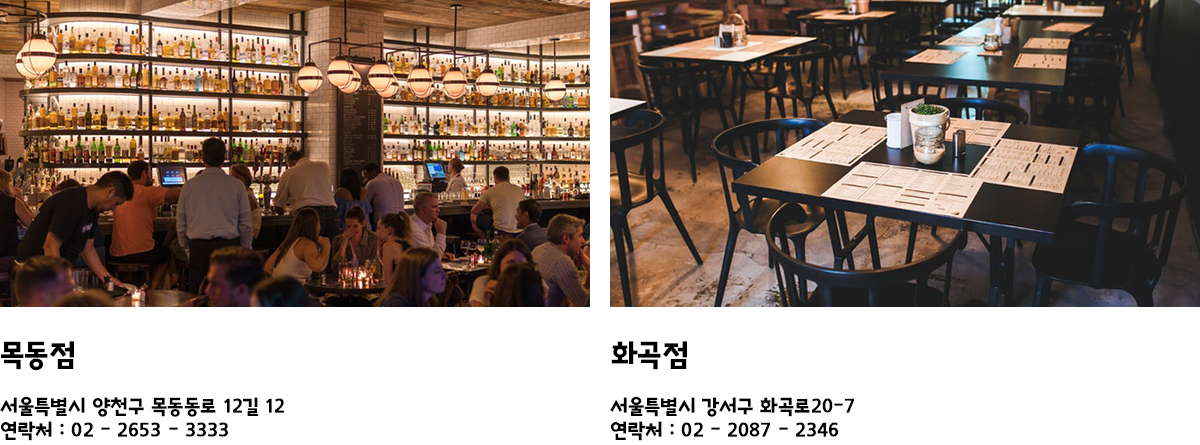 목동점
서울특별시 양천구 목동동로 12길 12
연락처 : 02 - 2653 - 3333
화곡점
서울특별시 강서구 화곡로20-7
연락처 : 02 - 2087 - 2346